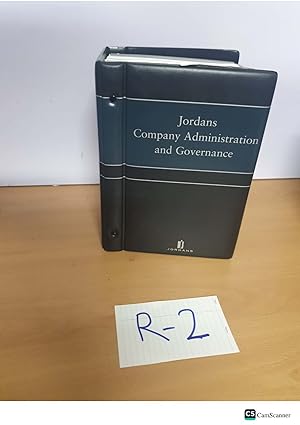 Jordans
Company Administration
and Governance
JORDANS
R-2
CS CamScanner